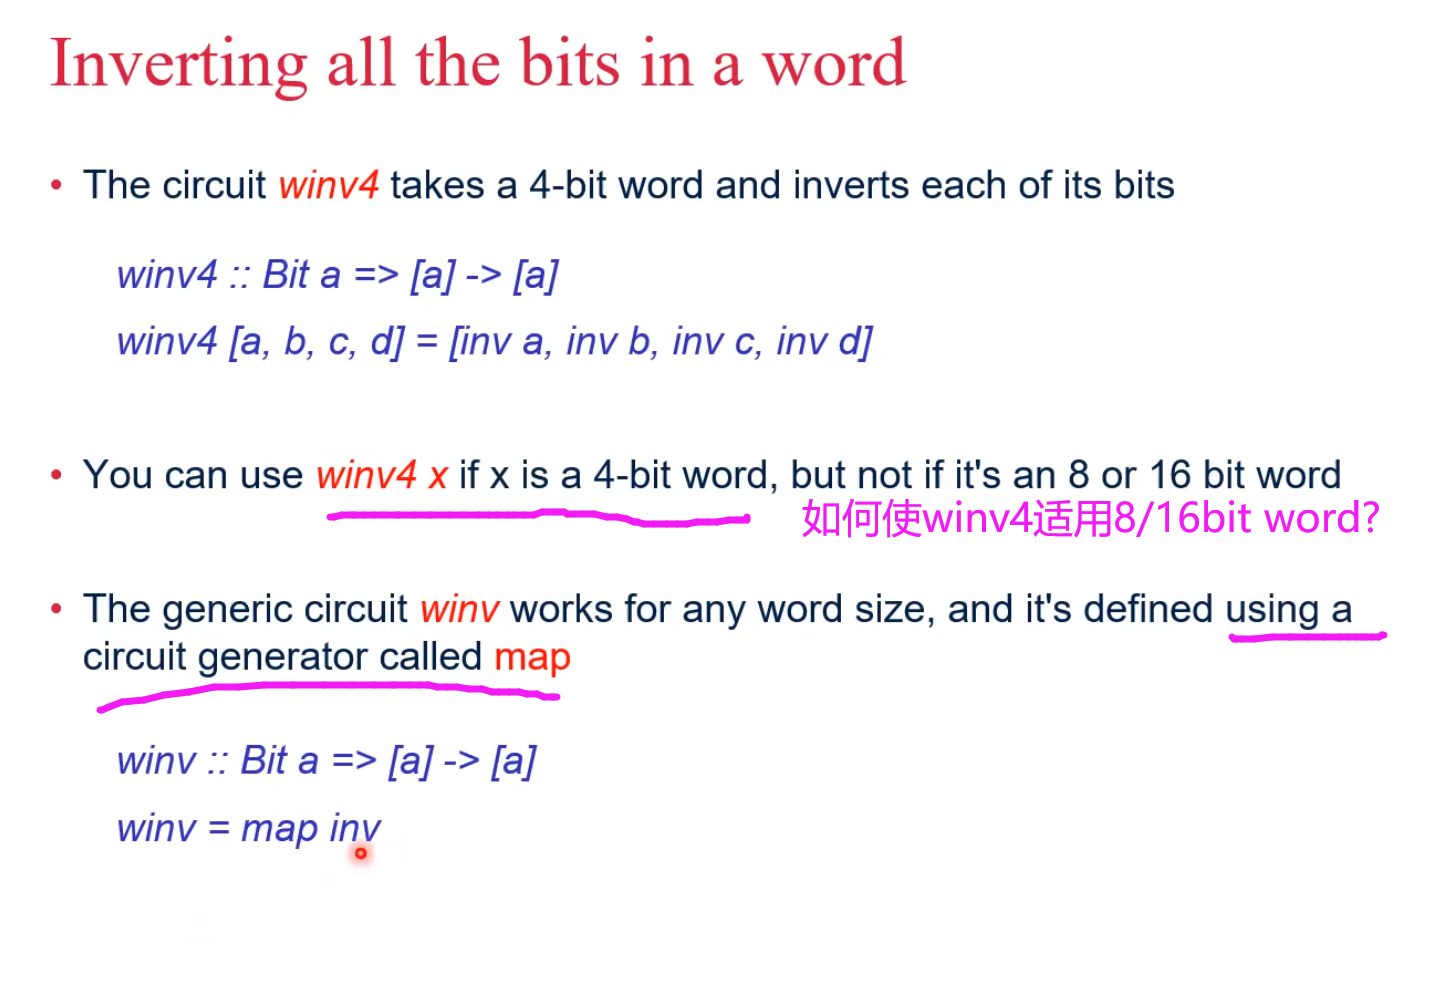 Inverting all the bits in a word
• The circuit winv4 takes a 4-bit word and inverts each of its bits
winv4 :: Bit a => [a] -> [a]
winv4 [a, b, c, d] = [inv a, inv b, inv c, inv d]
• You can use winv4 x if x is a 4-bit word, but not if it's an 8 or 16 bit word
如何使winv4适用8/16bit word?
• The generic circuit winv works for any word size, and it's defined using a
circuit generator called map
winv :: Bit a => [a] -> [a]
winv = map inv